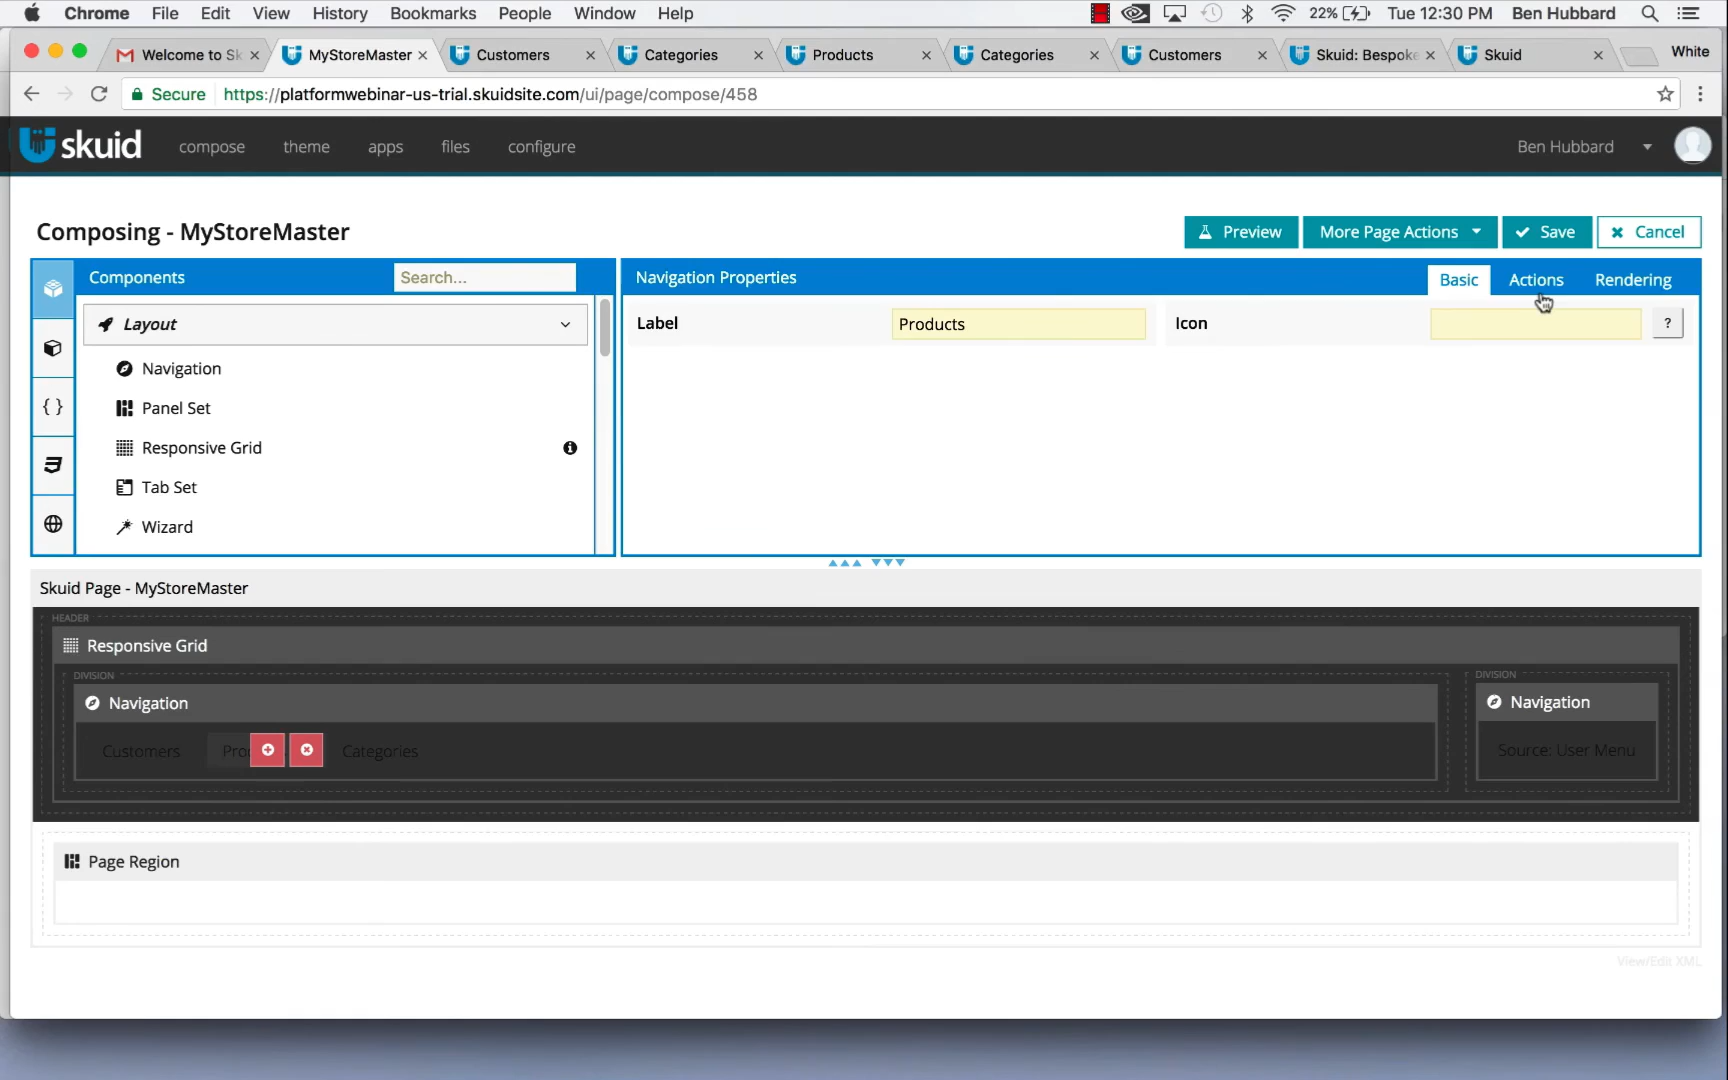 Chrome File Edit View History Bookmarks People Window Help 22% Tue 12:30 PM Ben Hubbard
Welcome to Sk MyStoreMaster Customers Categories Products Categories Customers Skuid: Bespoke Skuid White
Secure https://platformwebinar-us-trial.skuidsite.com/ui/page/compose/458
skuid compose theme apps files configure Ben Hubbard
Composing - MyStoreMaster Preview More Page Actions Save Cancel
Components Search... Navigation Properties Basic Actions Rendering
Layout Label Products Icon ?
Navigation
Panel Set
Responsive Grid
Tab Set
Wizard
Skuid Page - MyStoreMaster
HEADER
Responsive Grid
DIVISION DIVISION
Navigation Navigation
Customers Pro Categories Source: User Menu
Page Region
View/Edit XML